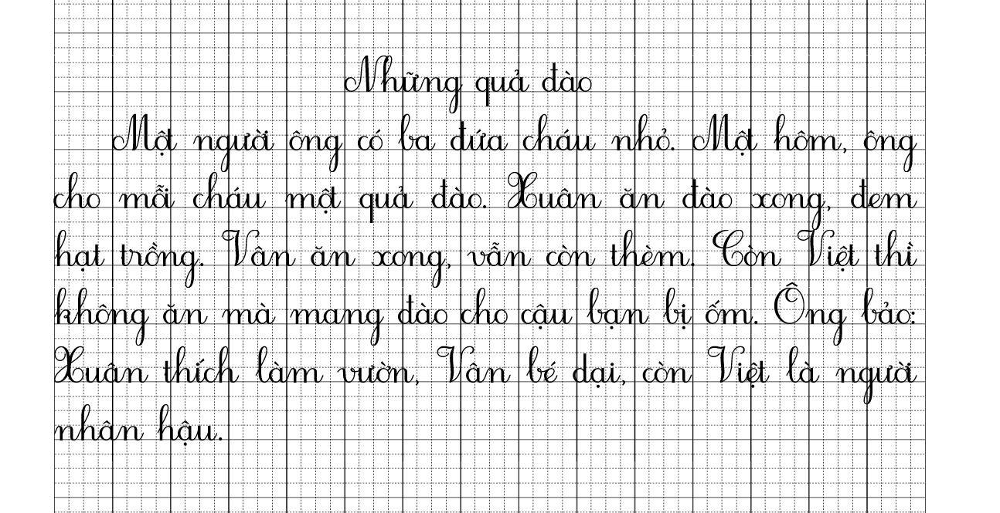 Những quả đào
Một người ông có ba đứa cháu nhỏ. Một hôm, ông
cho mỗi cháu một quả đào. Xuân ăn đào xong, đem
hạt trồng. Vân ăn xong, vẫn còn thèm. Còn Việt thì
không ăn mà mang đào cho cậu bạn bị ốm. Ông bảo:
Xuân thích làm vườn, Vân bé dại, còn Việt là người
nhân hậu.